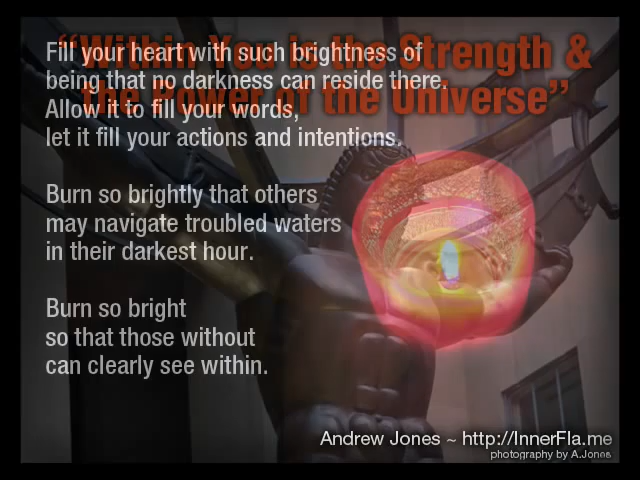 “Within You is the Strength &
the Power of the Universe”
Fill your heart with such brightness of
being that no darkness can reside there.
Allow it to fill your words,
let it fill your actions and intentions.
Burn so brightly that others
may navigate troubled waters
in their darkest hour.
Burn so bright
so that those without
can clearly see within.
Andrew Jones ~ http://InnerFla.me
photography by A.Jones